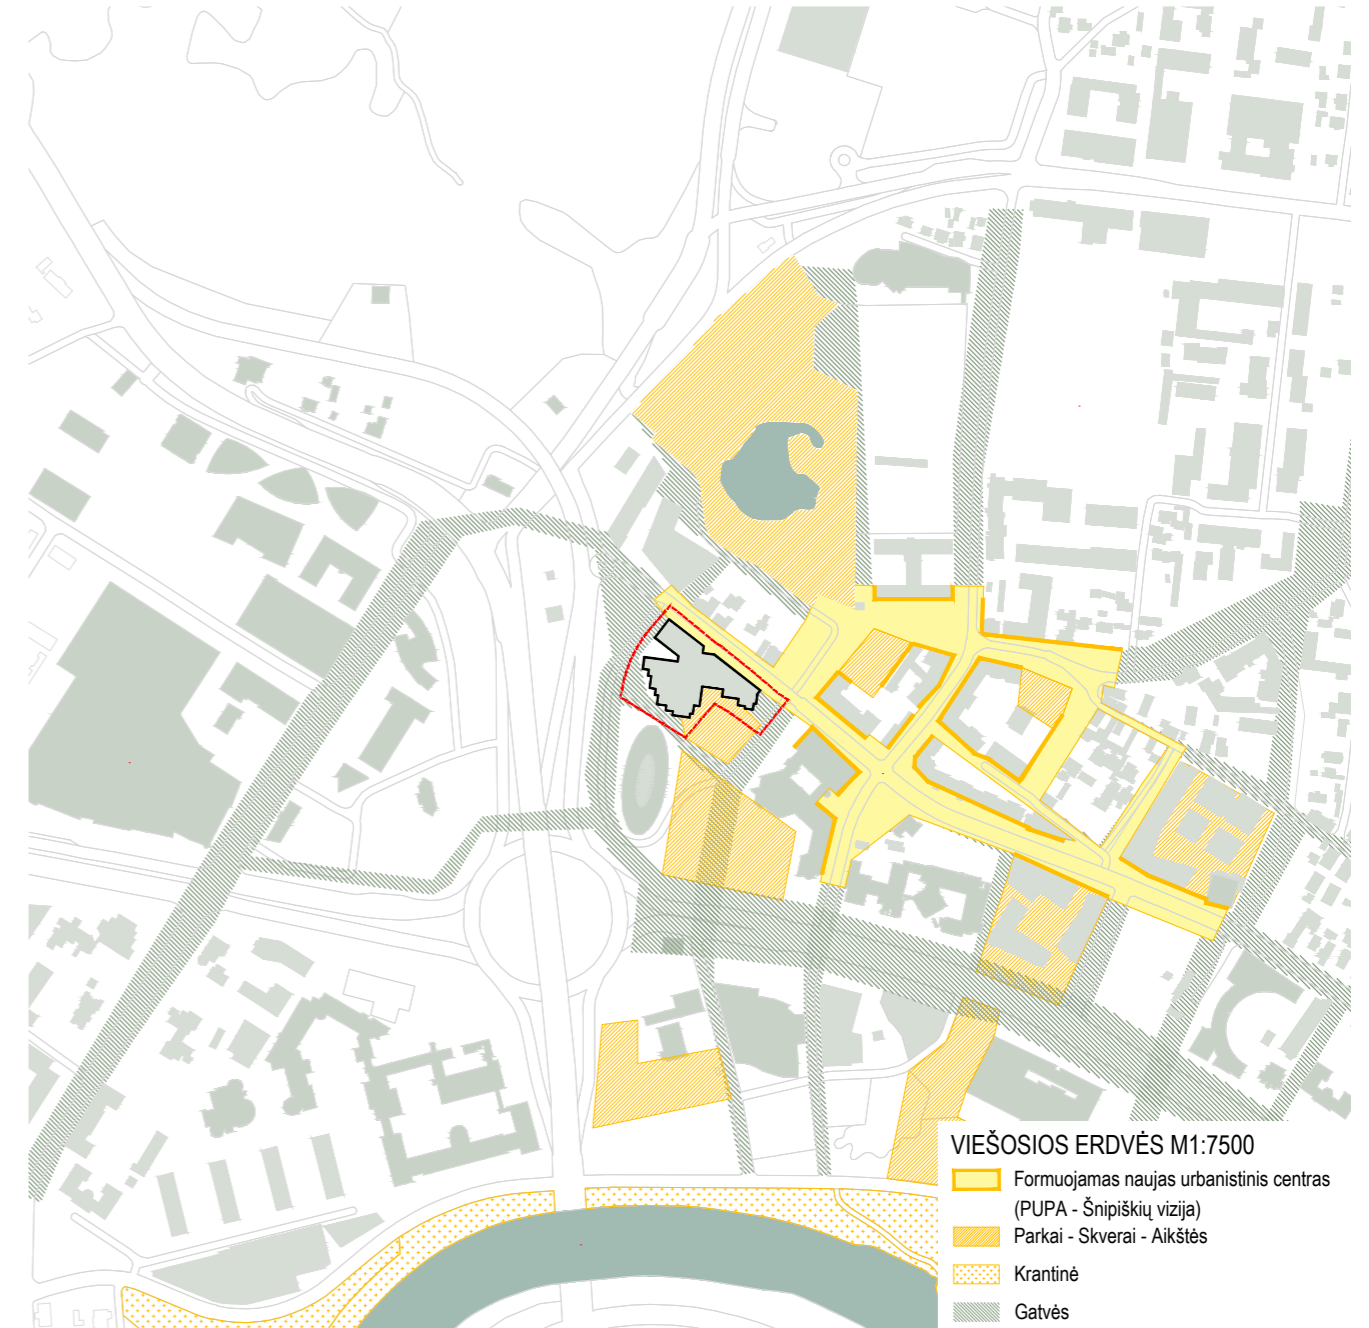 VIEŠOSIOS ERDVĖS M1:7500
Formuojamas naujas urbanistinis centras
(PUPA - Šnipiškių vizija)
Parkai - Skverai - Aikštės
Krantinė
Gatvės